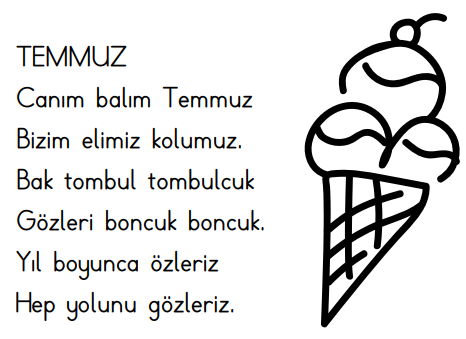 TEMMUZ
Canım balım Temmuz
Bizim elimiz kolumuz.
Bak tombul tombulcuk
Gözleri boncuk boncuk.
Yıl boyunca özleriz
Hep yolunu gözleriz.